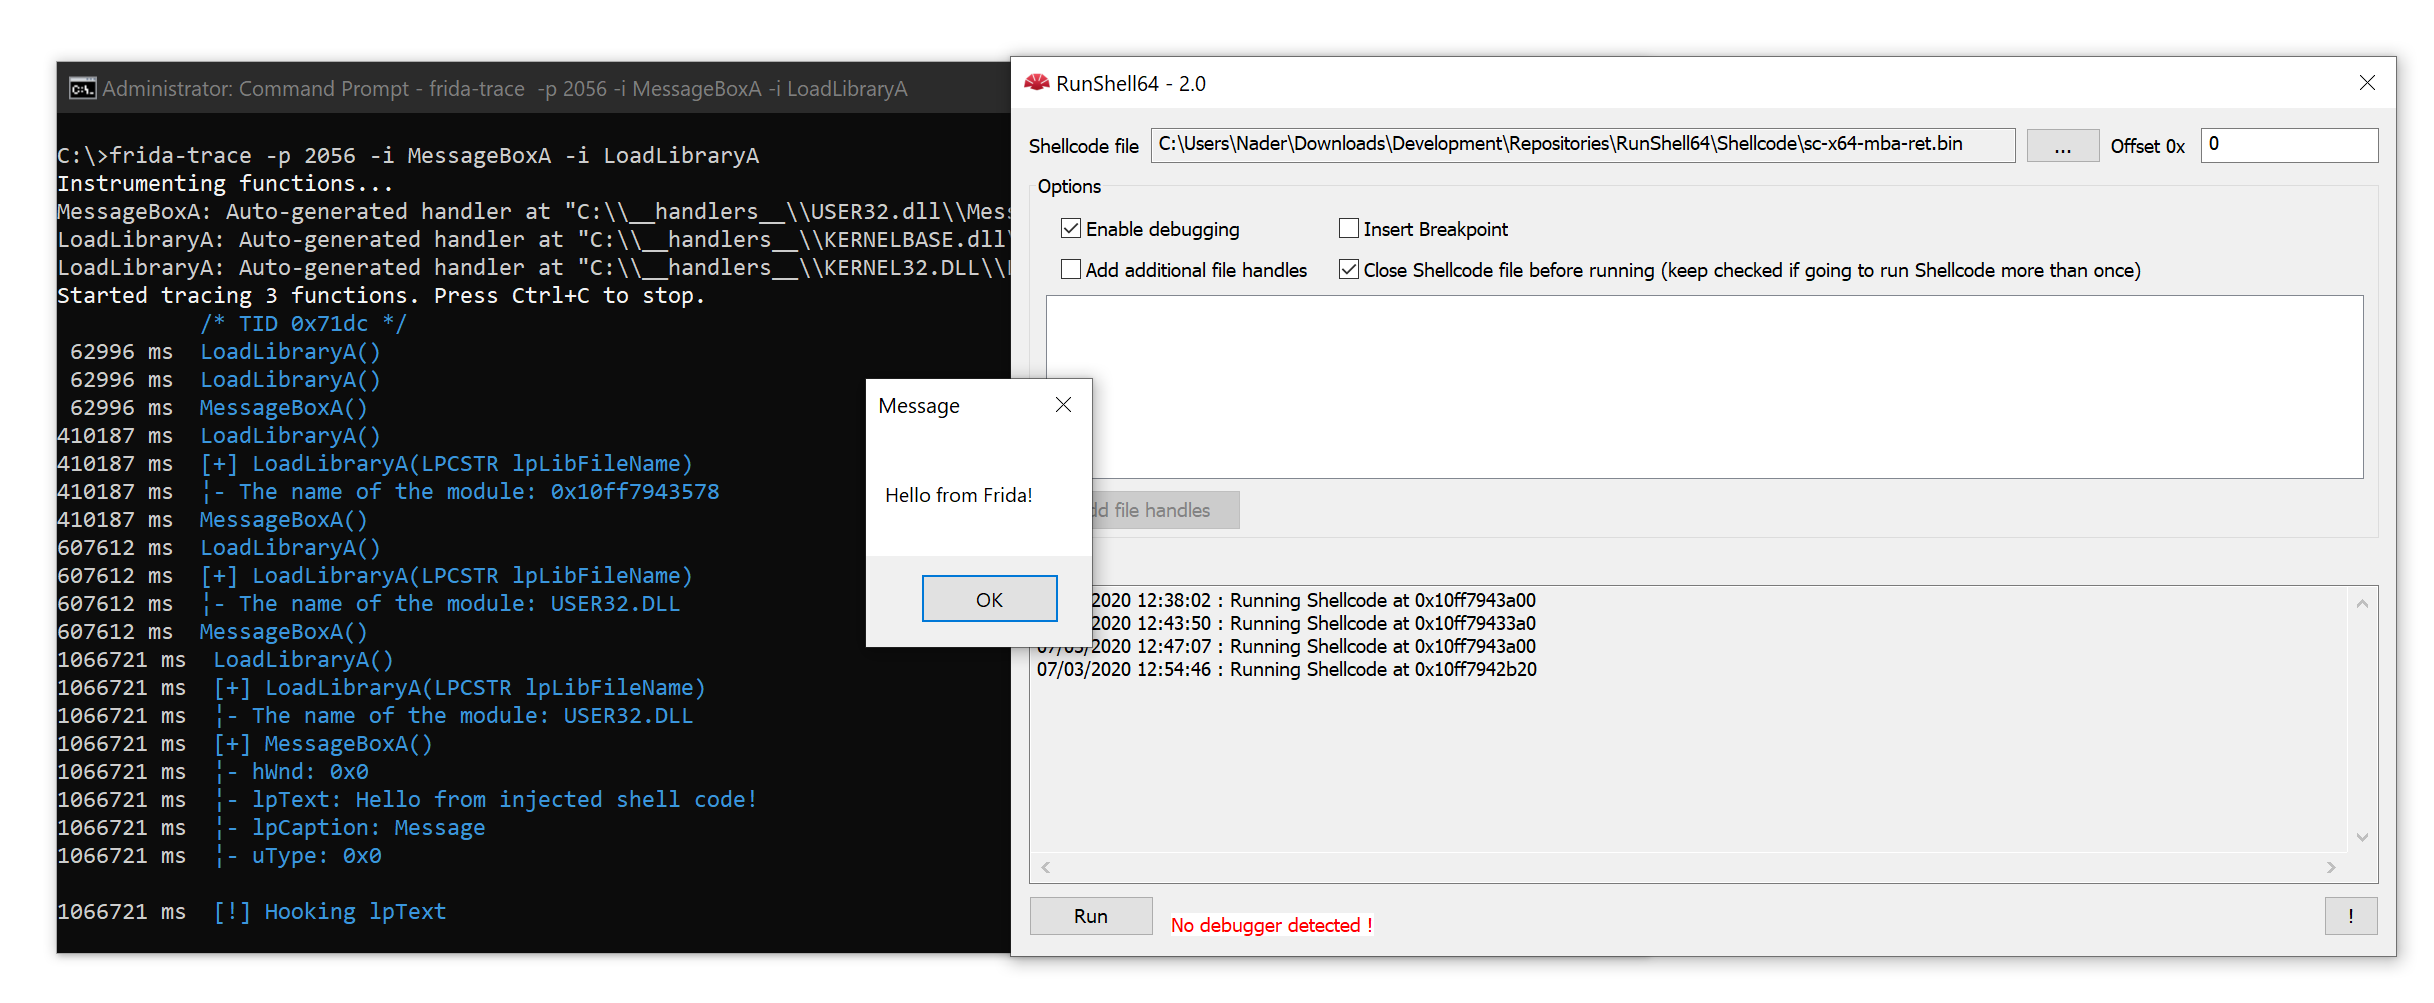 Administrator: Command Prompt - frida-trace  -p 2056 -i MessageBoxA -i LoadLibraryA
C:\>frida-trace -p 2056 -i MessageBoxA -i LoadLibraryA
Instrumenting functions...
MessageBoxA: Auto-generated handler at "C:\\__handlers__\\USER32.dll\\Mess
LoadLibraryA: Auto-generated handler at "C:\\__handlers__\\KERNELBASE.dll\
LoadLibraryA: Auto-generated handler at "C:\\__handlers__\\KERNEL32.DLL\\
Started tracing 3 functions. Press Ctrl+C to stop.
/* TID 0x71dc */
62996 ms  LoadLibraryA()
62996 ms  LoadLibraryA()
62996 ms  MessageBoxA()
410187 ms  LoadLibraryA()
410187 ms  [+] LoadLibraryA(LPCSTR lpLibFileName)
410187 ms  ¦- The name of the module: 0x10ff7943578
410187 ms  MessageBoxA()
607612 ms  LoadLibraryA()
607612 ms  [+] LoadLibraryA(LPCSTR lpLibFileName)
607612 ms  ¦- The name of the module: USER32.DLL
607612 ms  MessageBoxA()
1066721 ms  LoadLibraryA()
1066721 ms  [+] LoadLibraryA(LPCSTR lpLibFileName)
1066721 ms  ¦- The name of the module: USER32.DLL
1066721 ms  [+] MessageBoxA()
1066721 ms  ¦- hWnd: 0x0
1066721 ms  ¦- lpText: Hello from injected shell code!
1066721 ms  ¦- lpCaption: Message
1066721 ms  ¦- uType: 0x0
1066721 ms  [!] Hooking lpText
Message
Hello from Frida!
OK
RunShell64 - 2.0
Shellcode file C:\Users\Nader\Downloads\Development\Repositories\RunShell64\Shellcode\sc-x64-mba-ret.bin ... Offset 0x 0
Options
Enable debugging Insert Breakpoint
Add additional file handles Close Shellcode file before running (keep checked if going to run Shellcode more than once)
dd file handles
/2020 12:38:02 : Running Shellcode at 0x10ff7943a00
/2020 12:43:50 : Running Shellcode at 0x10ff79433a0
07/03/2020 12:47:07 : Running Shellcode at 0x10ff7943a00
07/03/2020 12:54:46 : Running Shellcode at 0x10ff7942b20
Run No debugger detected ! !